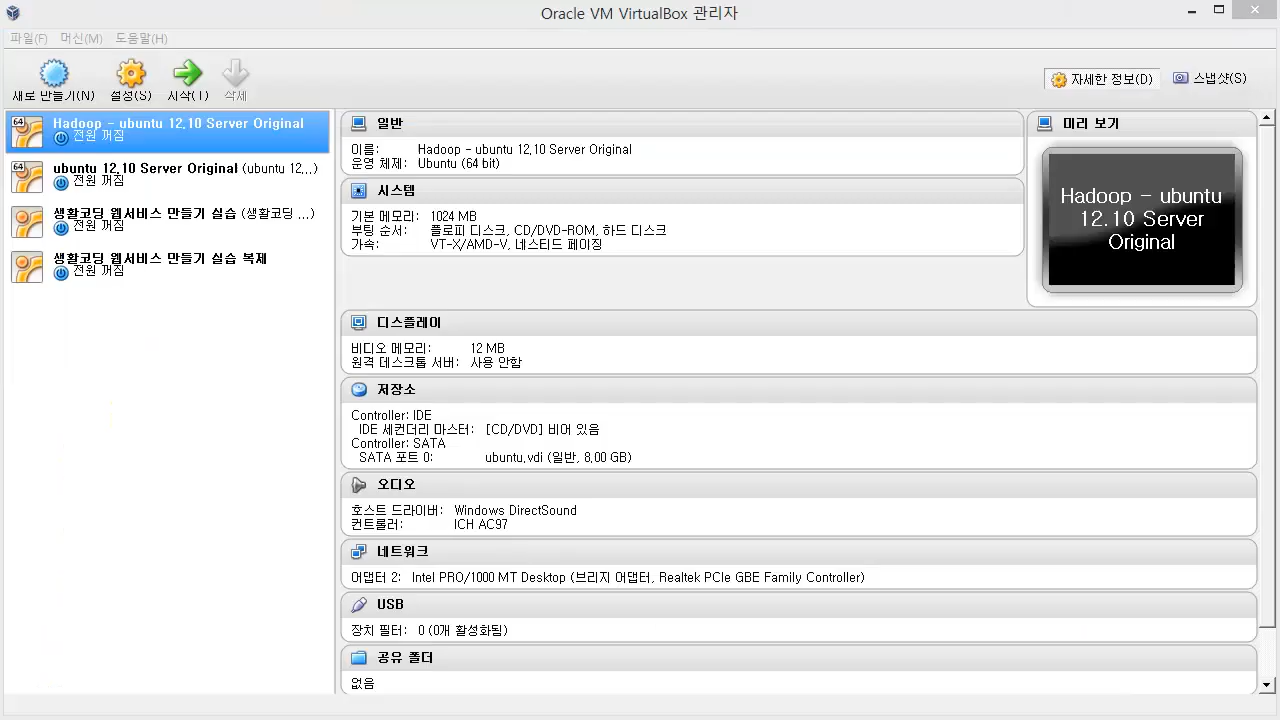 Oracle VM VirtualBox 관리자
파일(F) 머신(M) 도움말(H)
새로 만들기(N) 설정(S) 시작(T) 삭제
자세한 정보(D) 스냅샷(S)
Hadoop - ubuntu 12.10 Server Original
전원 꺼짐
ubuntu 12.10 Server Original (ubuntu 12...)
전원 꺼짐
생활코딩 웹서비스 만들기 실습 (생활코딩 ...)
전원 꺼짐
생활코딩 웹서비스 만들기 실습 복제
전원 꺼짐
일반
이름: Hadoop - ubuntu 12.10 Server Original
운영 체제: Ubuntu (64 bit)
시스템
기본 메모리: 1024 MB
부팅 순서: 플로피 디스크, CD/DVD-ROM, 하드 디스크
가속: VT-x/AMD-V, 네스티드 페이징
미리 보기
Hadoop - ubuntu
12.10 Server
Original
디스플레이
비디오 메모리: 12 MB
원격 데스크톱 서버: 사용 안함
저장소
Controller: IDE
IDE 세컨더리 마스터: [CD/DVD] 비어 있음
Controller: SATA
SATA 포트 0: ubuntu.vdi (일반, 8.00 GB)
오디오
호스트 드라이버: Windows DirectSound
컨트롤러: ICH AC97
네트워크
어댑터 2: Intel PRO/1000 MT Desktop (브리지 어댑터, Realtek PCIe GBE Family Controller)
USB
장치 필터: 0 (0개 활성화됨)
공유 폴더
없음